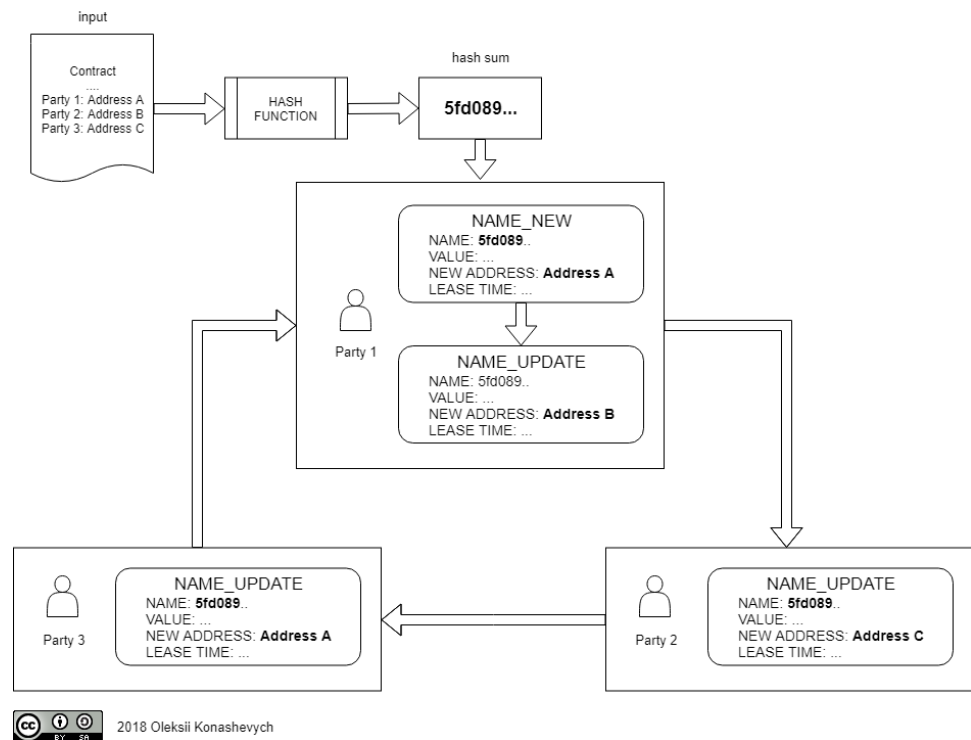 input
Contract
....
Party 1: Address A
Party 2: Address B
Party 3: Address C
HASH
FUNCTION
hash sum
5fd089...
NAME_NEW
NAME: 5fd089..
VALUE: ...
NEW ADDRESS: Address A
LEASE TIME: ...
Party 1
NAME_UPDATE
NAME: 5fd089..
VALUE: ...
NEW ADDRESS: Address B
LEASE TIME: ...
Party 3
NAME_UPDATE
NAME: 5fd089..
VALUE: ...
NEW ADDRESS: Address A
LEASE TIME: ...
Party 2
NAME_UPDATE
NAME: 5fd089..
VALUE: ...
NEW ADDRESS: Address C
LEASE TIME: ...
cc BY SA
2018 Oleksii Konashevych